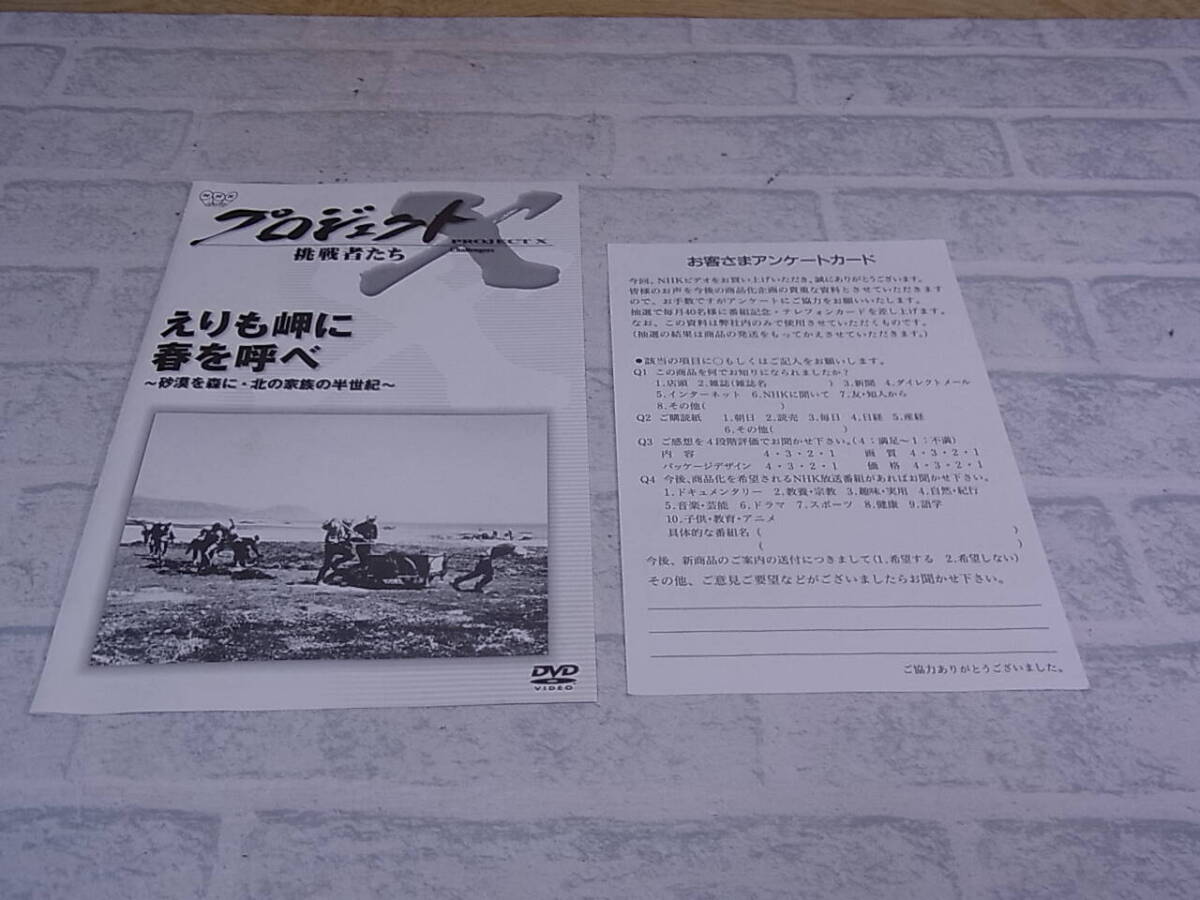 NHK
プロジェクトX
PROJECT X
Challengers
挑戦者たち
えりも岬に
春を呼べ
～砂漠を森に・北の家族の半世紀～
DVD
VIDEO
お客さまアンケートカード
今回、NHKビデオをお買い上げいただき、誠にありがとうございます。
皆様のお声を今後の商品化企画の貴重な資料とさせていただきます
ので、お手数ですがアンケートにご協力をお願いいたします。
抽選で毎月40名様に番組記念・テレフォンカードを差し上げます。
なお、この資料は弊社内のみで使用させていただくものです。
(抽選の結果は商品の発送をもってかえさせていただきます。)
●該当の項目に○もしくはご記入をお願いします。
Q1 この商品を何でお知りになられましたか?
1.店頭 2.雑誌(雑誌名 ) 3.新聞 4.ダイレクトメール
5.インターネット 6.NHKに聞いて 7.友・知人から
8.その他( )
Q2 ご購読紙 1.朝日 2.読売 3.毎日 4.日経 5.産経
6.その他( )
Q3 ご感想を4段階評価でお聞かせ下さい。(4:満足～1:不満)
内容 4・3・2・1 画質 4・3・2・1
パッケージデザイン 4・3・2・1 価格 4・3・2・1
Q4 今後、商品化を希望されるNHK放送番組があればお聞かせ下さい。
1.ドキュメンタリー 2.教養・宗教 3.趣味・実用 4.自然・紀行
5.音楽・芸能 6.ドラマ 7.スポーツ 8.健康 9.語学
10.子供・教育・アニメ
具体的な番組名( )
( )
今後、新商品のご案内の送付につきまして(1.希望する 2.希望しない)
その他、ご意見ご要望などがございましたらお聞かせ下さい。
ご協力ありがとうございました。